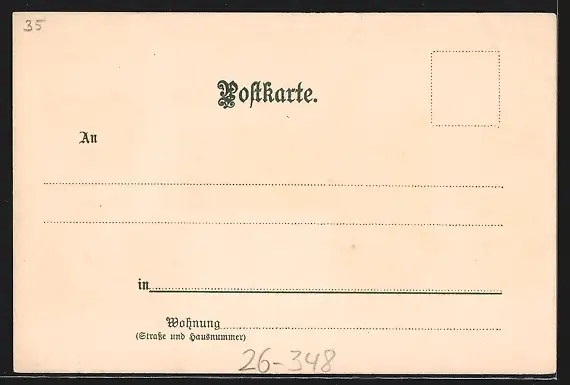 35
Postkarte.
An
in
Wohnung
(Straße und Hausnummer)
26-348